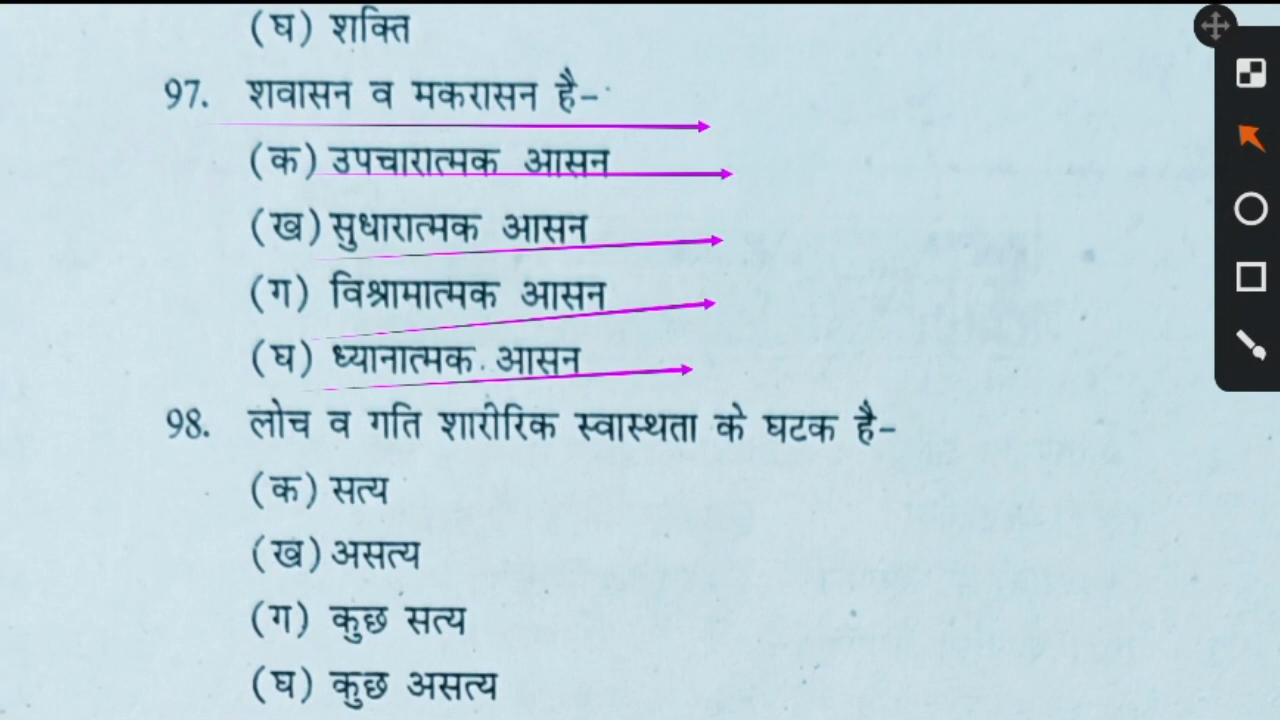 (घ) शक्ति
97. शवासन व मकरासन है-
(क) उपचारात्मक आसन
(ख) सुधारात्मक आसन
(ग) विश्रामात्मक आसन
(घ) ध्यानात्मक आसन
98. लोच व गति शारीरिक स्वास्थता के घटक है-
(क) सत्य
(ख) असत्य
(ग) कुछ सत्य
(घ) कुछ असत्य